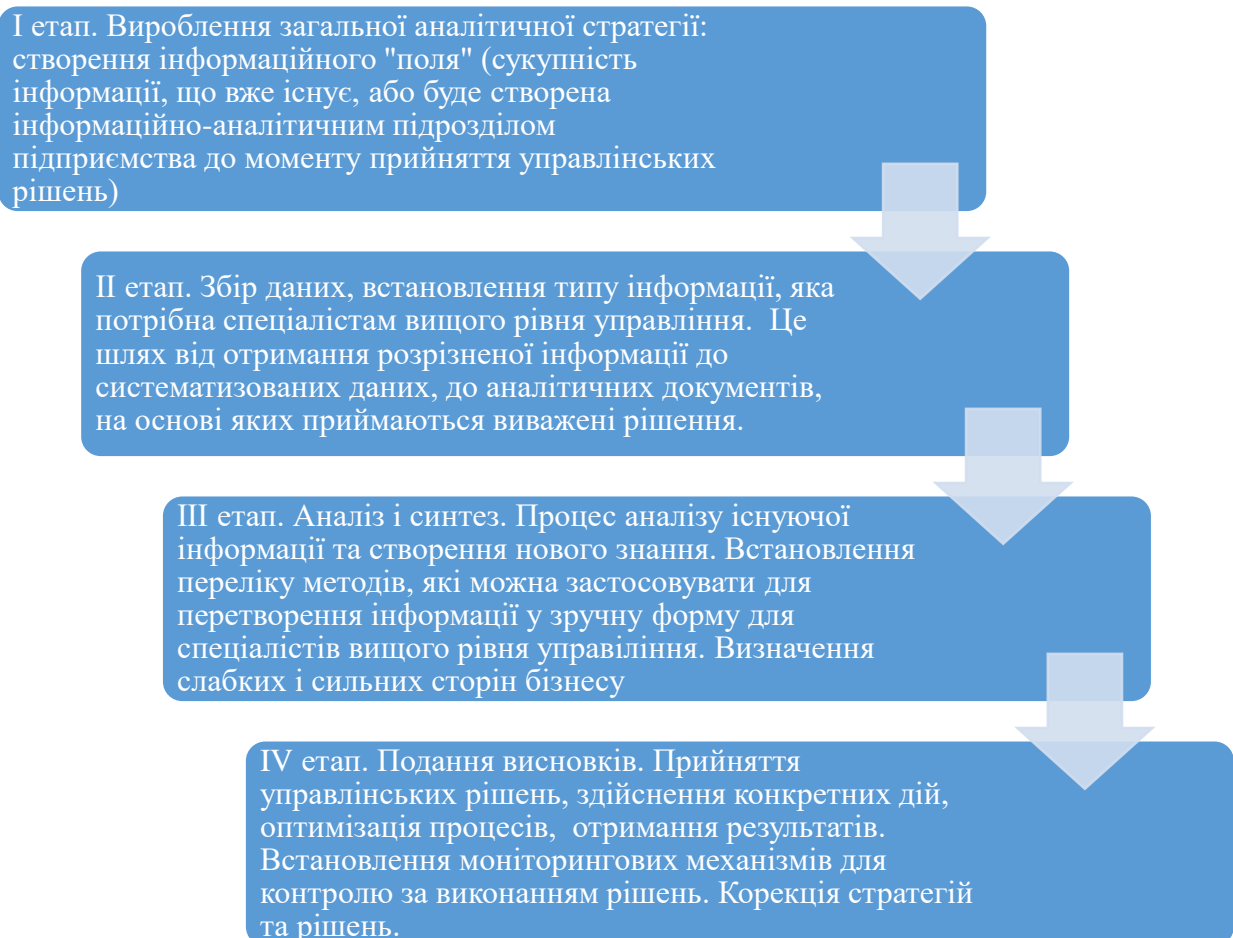 І етап. Вироблення загальної аналітичної стратегії:
створення інформаційного "поля" (сукупність
інформації, що вже існує, або буде створена
інформаційно-аналітичним підрозділом
підприємства до моменту прийняття управлінських
рішень)
ІІ етап. Збір даних, встановлення типу інформації, яка
потрібна спеціалістам вищого рівня управління.  Це
шлях від отримання розрізненої інформації до
систематизованих даних, до аналітичних документів,
на основі яких приймаються виважені рішення.
ІІІ етап. Аналіз і синтез. Процес аналізу існуючої
інформації та створення нового знання. Встановлення
переліку методів, які можна застосовувати для
перетворення інформації у зручну форму для
спеціалістів вищого рівня управіління. Визначення
слабких і сильних сторін бізнесу
IV етап. Подання висновків. Прийняття
управлінських рішень, здійснення конкретних дій,
оптимізація процесів,  отримання результатів.
Встановлення моніторингових механізмів для
контролю за виконанням рішень. Корекція стратегій
та рішень.